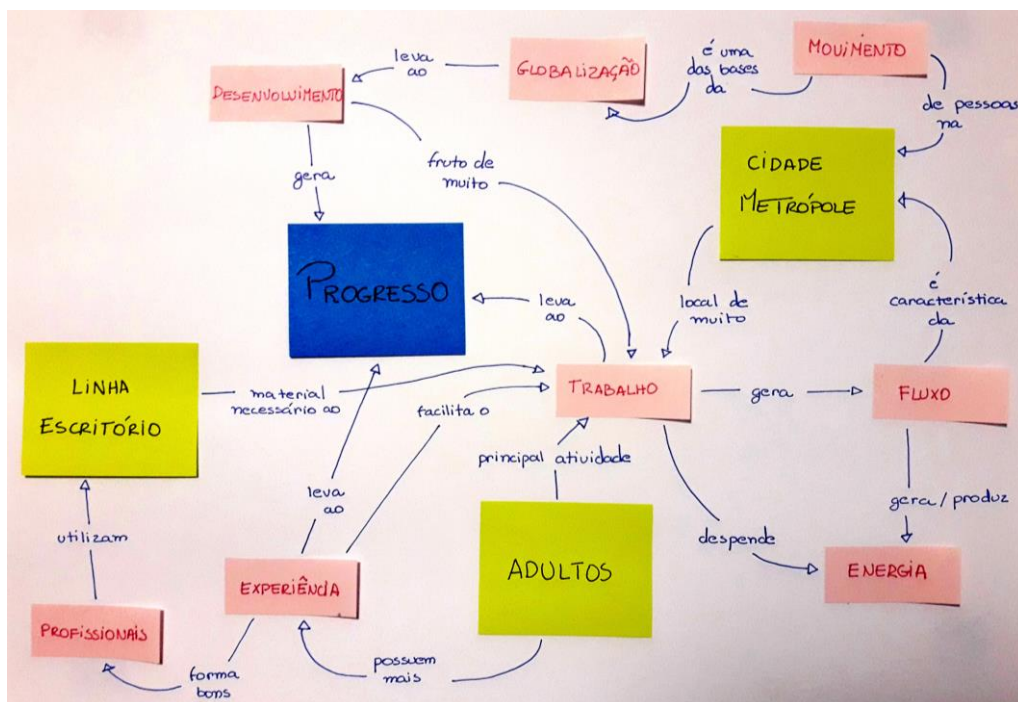 MOVIMENTO
é uma
das bases
da
GLOBALIZAÇÃO
leva
ao
DESENVOLVIMENTO
de pessoas
na
CIDADE
METRÓPOLE
fruto de
muito
gera
PROGRESSO
leva
ao
local de
muito
é
característica
da
LINHA
ESCRITÓRIO
material
necessário ao
facilita o
TRABALHO
gera
FLUXO
principal atividade
leva
ao
gera / produz
utilizam
despende
EXPERIÊNCIA
ADULTOS
ENERGIA
PROFISSIONAIS
forma
bons
possuem
mais